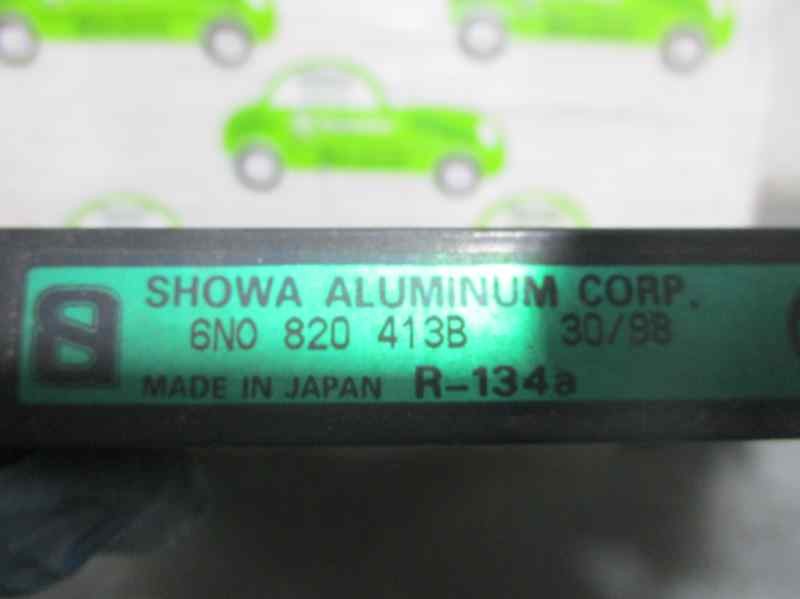 SHOWA ALUMINUM CORP.
6N0 820 413B 30/98
MADE IN JAPAN R-134a